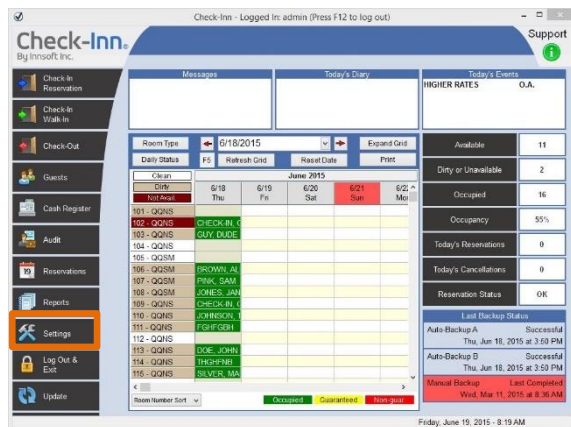 Check-Inn - Logged In: admin (Press F12 to log out)
Check-Inn®
By Innsoft Inc.
Support
Check-In
Reservation
Check-In
Walk-In
Check-Out
Guests
Cash Register
Audit
Reservations
Reports
Settings
Log Out &
Exit
Update
Messages
Today's Diary
Today's Events
HIGHER RATES O.A.
Room Type
6/18/2015
Expand Grid
Daily Status
F5
Refresh Grid
Reset Date
Print
Clean
Dirty
Not Avail.
June 2015
6/18 6/19 6/20 6/21
Thu Fri Sat Sun
101 - QQNS
102 - QQNS CHECK-IN, C
103 - QQNS GUY, DUDE
104 - QQNS
105 - QQSM
106 - QQSM BROWN, AL
107 - QQSM PINK, SAM
108 - QQSM JONES, JAN
109 - QQNS CHECK-IN, C
110 - QQNS JOHNSON, T
111 - QQNS FGHFGBH
112 - QQNS
113 - QQNS DOE, JOHN
114 - QQNS THGHFNB
115 - QQNS SILVER, MA
Room Number Sort
Occupied Guaranteed Non-guar
Available 11
Dirty or Unavailable 2
Occupied 16
Occupancy 55%
Today's Reservations 0
Today's Cancellations 0
Reservation Status OK
Last Backup Status
Auto-Backup A Successful
Thu, Jun 18, 2015 at 3:50 PM
Auto-Backup B Successful
Thu, Jun 18, 2015 at 3:50 PM
Manual Backup Last Completed
Wed, Mar 11, 2015 at 8:36 AM
Friday, June 19, 2015 - 8:19 AM